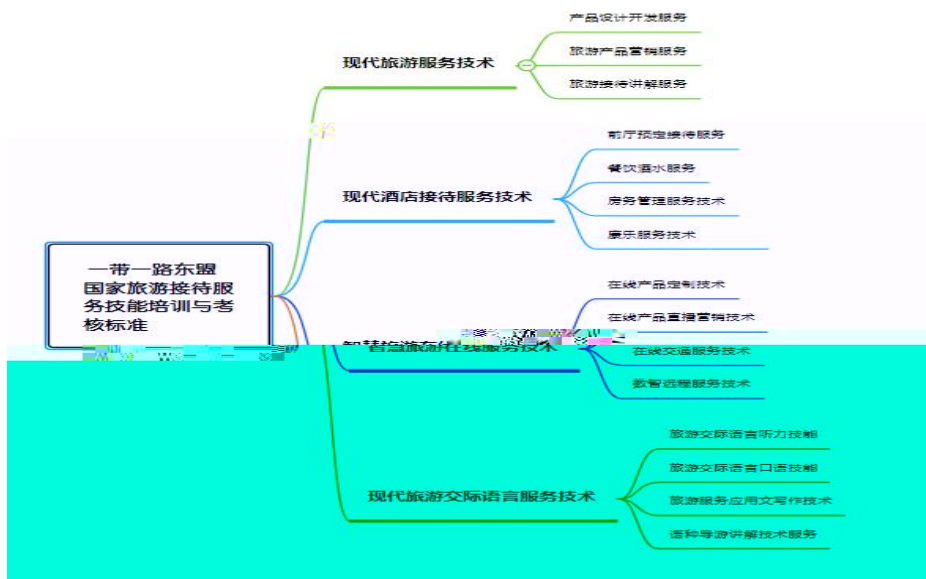 现代旅游服务技术
产品设计开发服务
旅游产品营销服务
旅游接待讲解服务
现代酒店接待服务技术
前厅预定接待服务
餐饮酒水服务
房务管理服务技术
康乐服务技术
一带一路东盟
国家旅游接待服
务技能培训与考
核标准
在线产品定制技术
在线产品直播营销技术
在线交通服务技术
数智远程服务技术
现代旅游交际语言服务技术
旅游交际语言听力技能
旅游交际语言口语技能
旅游服务应用文写作技术
语种导游讲解技术服务